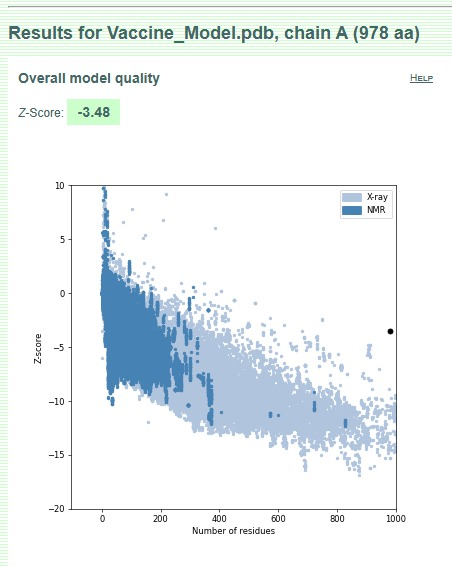 Results for Vaccine_Model.pdb, chain A (978 aa)
Overall model quality HELP
Z-Score: -3.48
10
X-ray
NMR
5
0
Z-score
−5
−10
−15
−20
0 200 400 600 800 1000
Number of residues